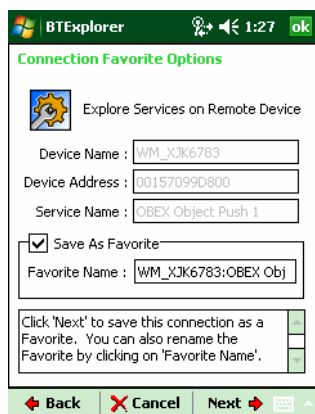 BTExplorer 1:27 ok
Connection Favorite Options
Explore Services on Remote Device
Device Name : WM_XJK6783
Device Address : 00157099D800
Service Name : OBEX Object Push 1
Save As Favorite
Favorite Name : WM_XJK6783:OBEX Obj
Click 'Next' to save this connection as a
Favorite. You can also rename the
Favorite by clicking on 'Favorite Name'.
Back Cancel Next